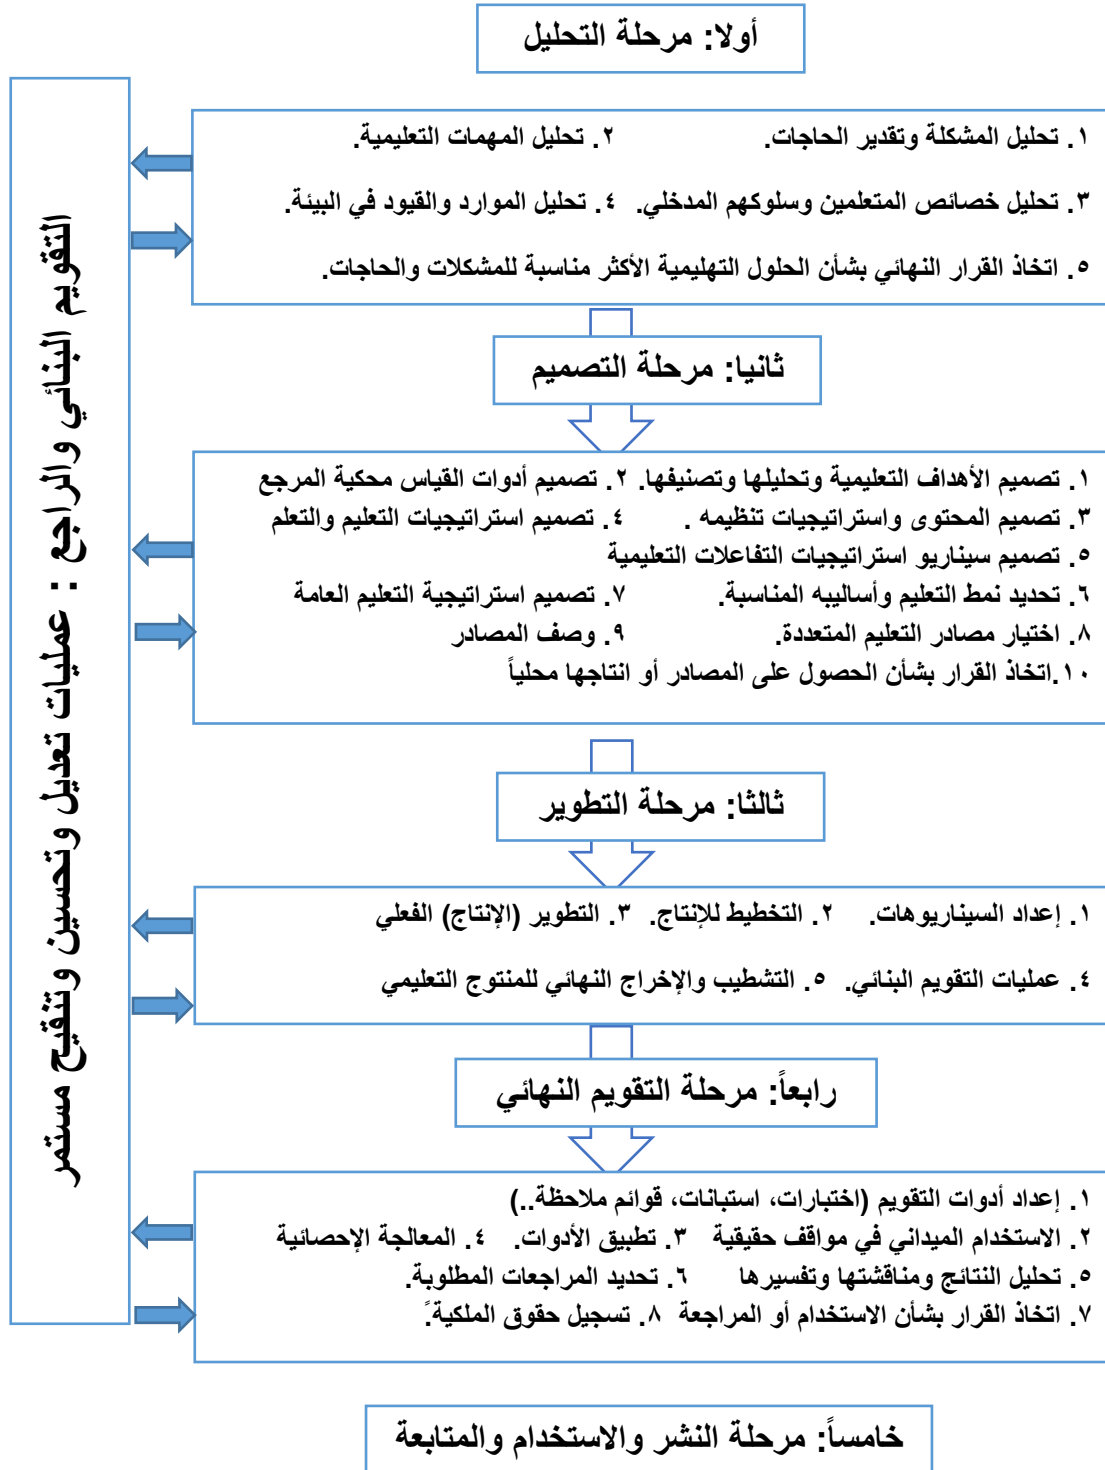 أولا: مرحلة التحليل
١. تحليل المشكلة وتقدير الحاجات. ٢. تحليل المهمات التعليمية.
٣. تحليل خصائص المتعلمين وسلوكهم المدخلي. ٤. تحليل الموارد والقيود في البيئة.
٥. اتخاذ القرار النهائي بشأن الحلول التهليمية الأكثر مناسبة للمشكلات والحاجات.
ثانيا: مرحلة التصميم
١. تصميم الأهداف التعليمية وتحليلها وتصنيفها. ٢. تصميم أدوات القياس محكية المرجع
٣. تصميم المحتوى واستراتيجيات تنظيمه . ٤. تصميم استراتيجيات التعليم والتعلم
٥. تصميم سيناريو استراتيجيات التفاعلات التعليمية
٦. تحديد نمط التعليم وأساليبه المناسبة. ٧. تصميم استراتيجية التعليم العامة
٨. اختيار مصادر التعليم المتعددة. ٩. وصف المصادر
١٠.اتخاذ القرار بشأن الحصول على المصادر أو انتاجها محلياً
ثالثا: مرحلة التطوير
١. إعداد السيناريوهات. ٢. التخطيط للإنتاج. ٣. التطوير (الإنتاج) الفعلي
٤. عمليات التقويم البنائي. ٥. التشطيب والإخراج النهائي للمنتوج التعليمي
رابعاً: مرحلة التقويم النهائي
١. إعداد أدوات التقويم (اختبارات، استبانات، قوائم ملاحظة..)
٢. الاستخدام الميداني في مواقف حقيقية ٣. تطبيق الأدوات. ٤. المعالجة الإحصائية
٥. تحليل النتائج ومناقشتها وتفسيرها ٦. تحديد المراجعات المطلوبة.
٧. اتخاذ القرار بشأن الاستخدام أو المراجعة ٨. تسجيل حقوق الملكية.ً
خامساً: مرحلة النشر والاستخدام والمتابعة
التقويم البنائي والراجع : عمليات تعديل وتحسين وتنقيح مستمر